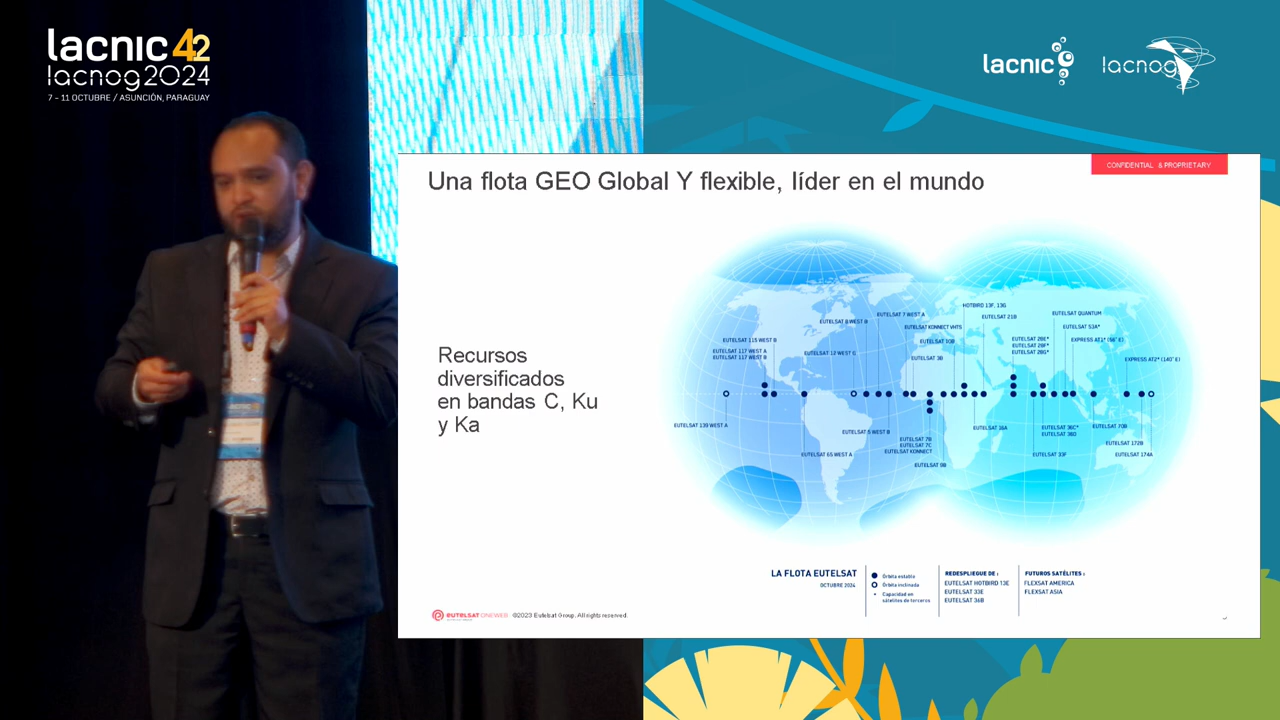 lacnic 42
lacnog 2024
7 - 11 OCTUBRE / ASUNCIÓN, PARAGUAY
lacnic
lacnog
CONFIDENTIAL & PROPRIETARY
Una flota GEO Global Y flexible, líder en el mundo
Recursos
diversificados
en bandas C, Ku
y Ka
HOTBIRD 13F, 13G
EUTELSAT 7 WEST A
EUTELSAT QUANTUM
EUTELSAT 21B
EUTELSAT 8 WEST B
EUTELSAT KONNECT VHTS
EUTELSAT 53A*
EUTELSAT 115 WEST B
EUTELSAT 10B
EUTELSAT 28E*
EUTELSAT 28F*
EUTELSAT 28G*
EXPRESS AT1* (56° E)
EUTELSAT 117 WEST A
EUTELSAT 117 WEST B
EUTELSAT 12 WEST G
EUTELSAT 3B
EXPRESS AT2* (140° E)
EUTELSAT 139 WEST A
EUTELSAT 5 WEST B
EUTELSAT 16A
EUTELSAT 36C*
EUTELSAT 36D
EUTELSAT 70B
EUTELSAT 7B
EUTELSAT 7C
EUTELSAT KONNECT
EUTELSAT 172B
EUTELSAT 65 WEST A
EUTELSAT 33F
EUTELSAT 174A
EUTELSAT 9B
LA FLOTA EUTELSAT
OCTUBRE 2024
Órbita estable
Órbita inclinada
Capacidad en
satélites de terceros
REDESPLIEGUE DE :
EUTELSAT HOTBIRD 13E
EUTELSAT 33E
EUTELSAT 36B
FUTUROS SATÉLITES :
FLEXSAT AMERICA
FLEXSAT ASIA
EUTELSAT ONEWEB
©2023 Eutelsat Group. All rights reserved.